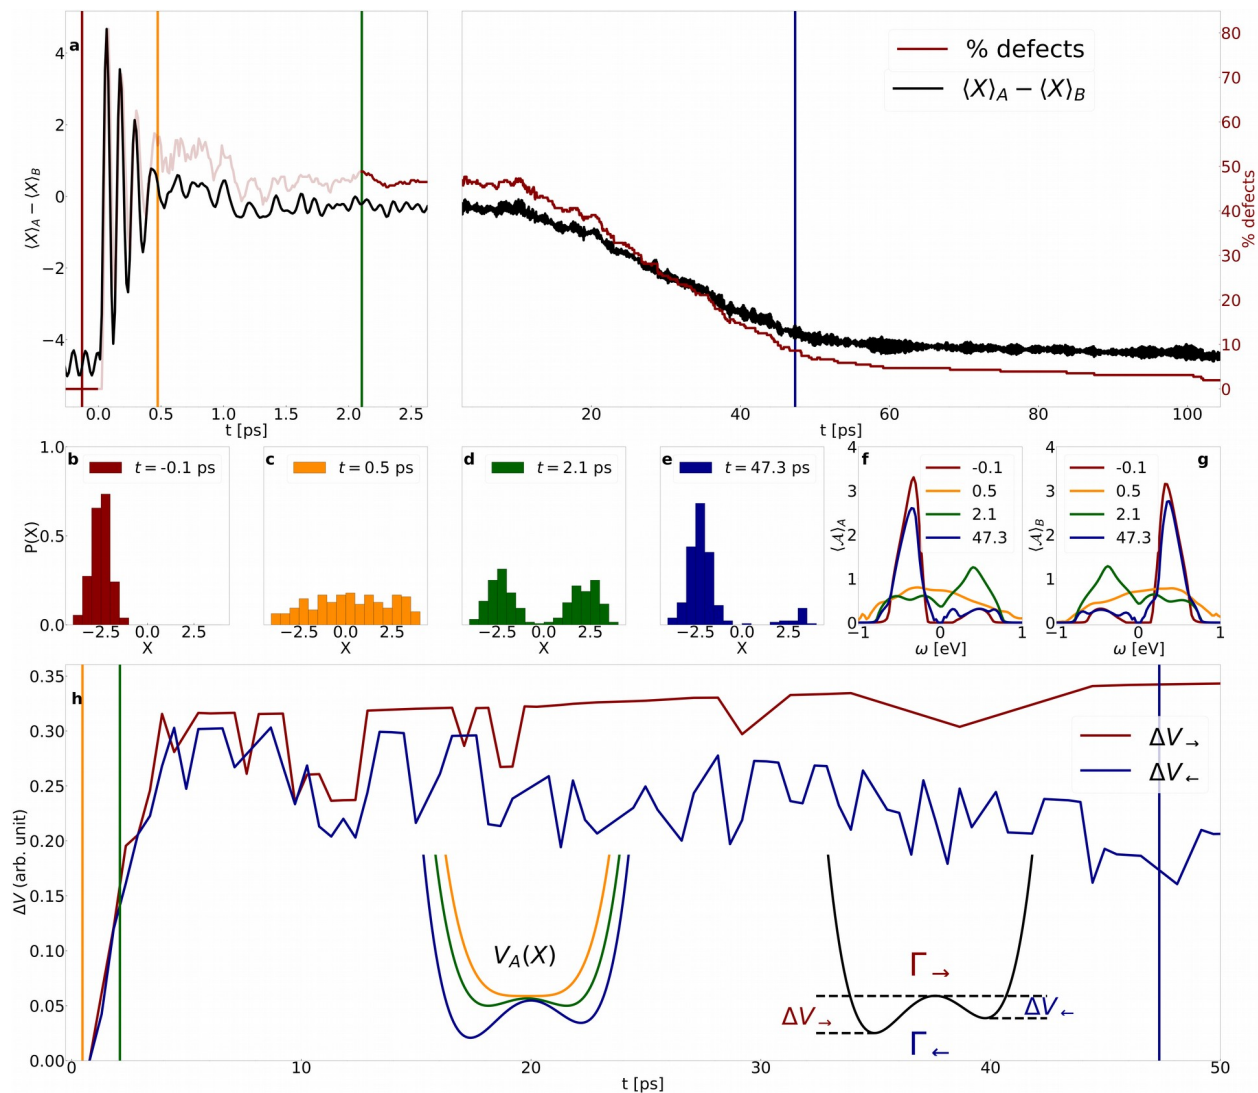 a
% defects
⟨X⟩A − ⟨X⟩B
⟨X⟩A − ⟨X⟩B
4
2
0
−2
−4
80
70
60
50
40
30
20
10
0
% defects
0.0 0.5 1.0 1.5 2.0 2.5
t [ps]
20 40 60 80 100
t [ps]
b
t = -0.1 ps
1.0
0.5
0.0
P(X)
−2.5 0.0 2.5
X
c
t = 0.5 ps
−2.5 0.0 2.5
X
d
t = 2.1 ps
−2.5 0.0 2.5
X
e
t = 47.3 ps
−2.5 0.0 2.5
X
f
-0.1
0.5
2.1
47.3
4
3
2
1
0
⟨𝒜⟩A
−1 0 1
ω [eV]
g
-0.1
0.5
2.1
47.3
4
3
2
1
0
⟨𝒜⟩B
−1 0 1
ω [eV]
h
ΔV→
ΔV←
0.35
0.30
0.25
0.20
0.15
0.10
0.05
0.00
ΔV (arb. unit)
VA(X)
Γ→
ΔV→
ΔV←
Γ←
0 10 20 30 40 50
t [ps]